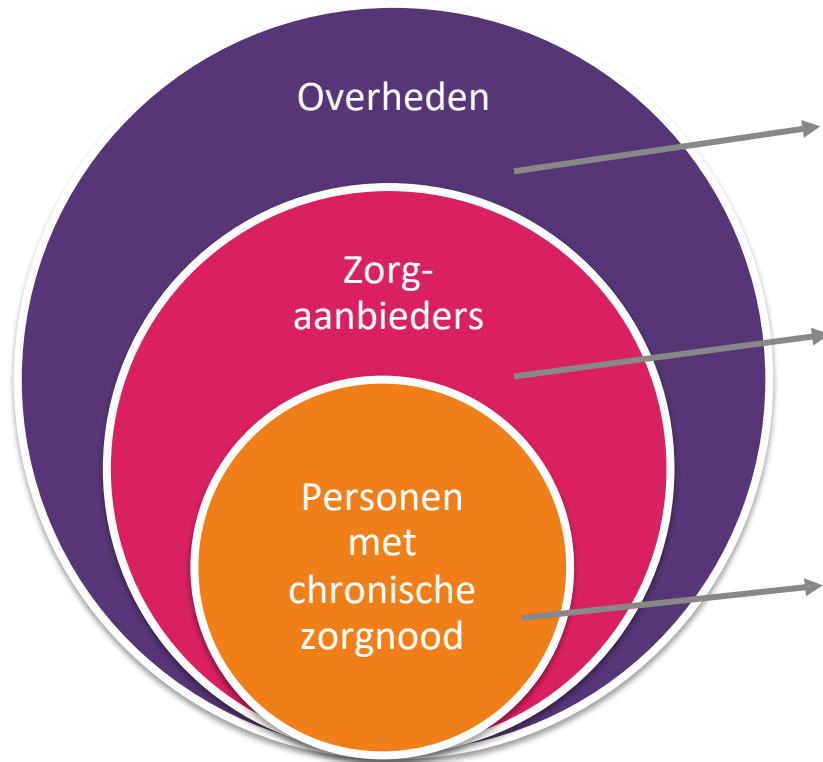 Overheden
Zorg-
aanbieders
Personen
met
chronische
zorgnood